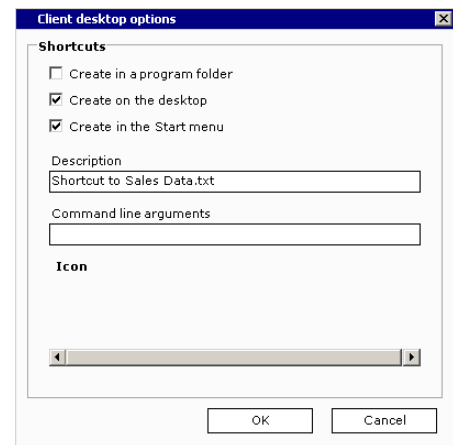 Client desktop options
Shortcuts
Create in a program folder
Create on the desktop
Create in the Start menu
Description
Shortcut to Sales Data.txt
Command line arguments
Icon
OK
Cancel